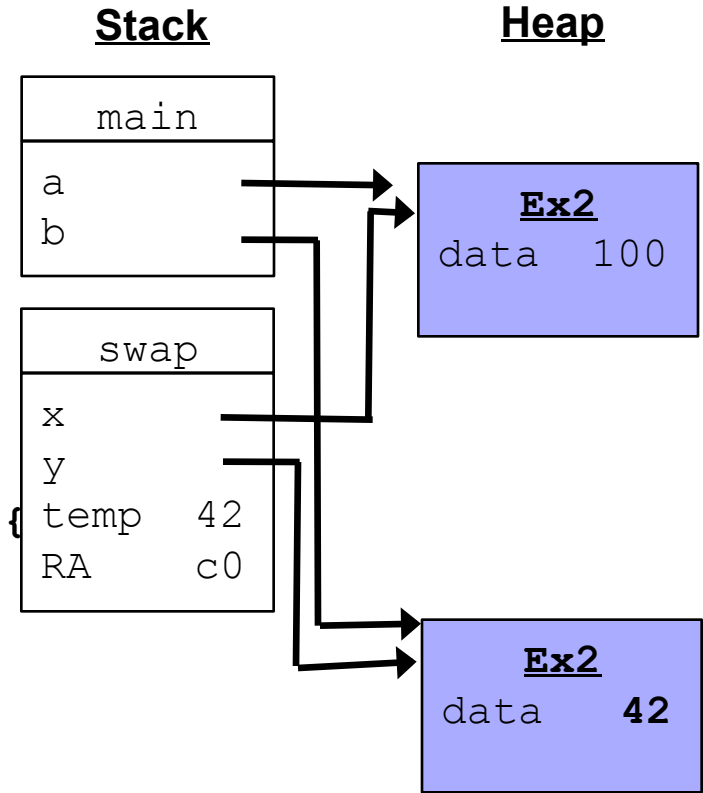 Stack Heap
main
a
b
Ex2
data 100
swap
x
y
{ temp 42
RA c0
Ex2
data 42